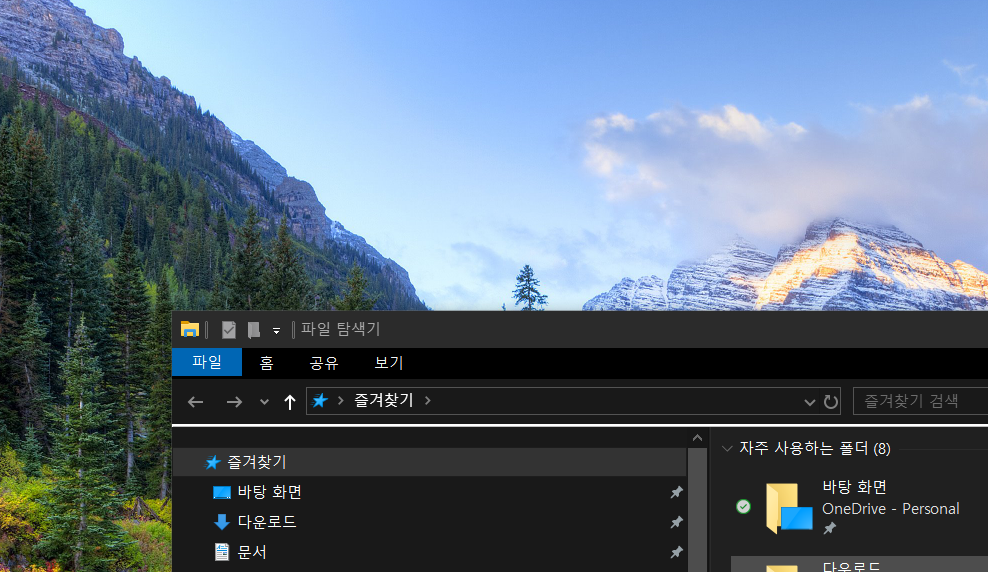 파일 탐색기
파일 홈 공유 보기
즐겨찾기 즐겨찾기 검색
즐겨찾기
바탕 화면
다운로드
문서
자주 사용하는 폴더 (8)
바탕 화면
OneDrive - Personal
다운로드